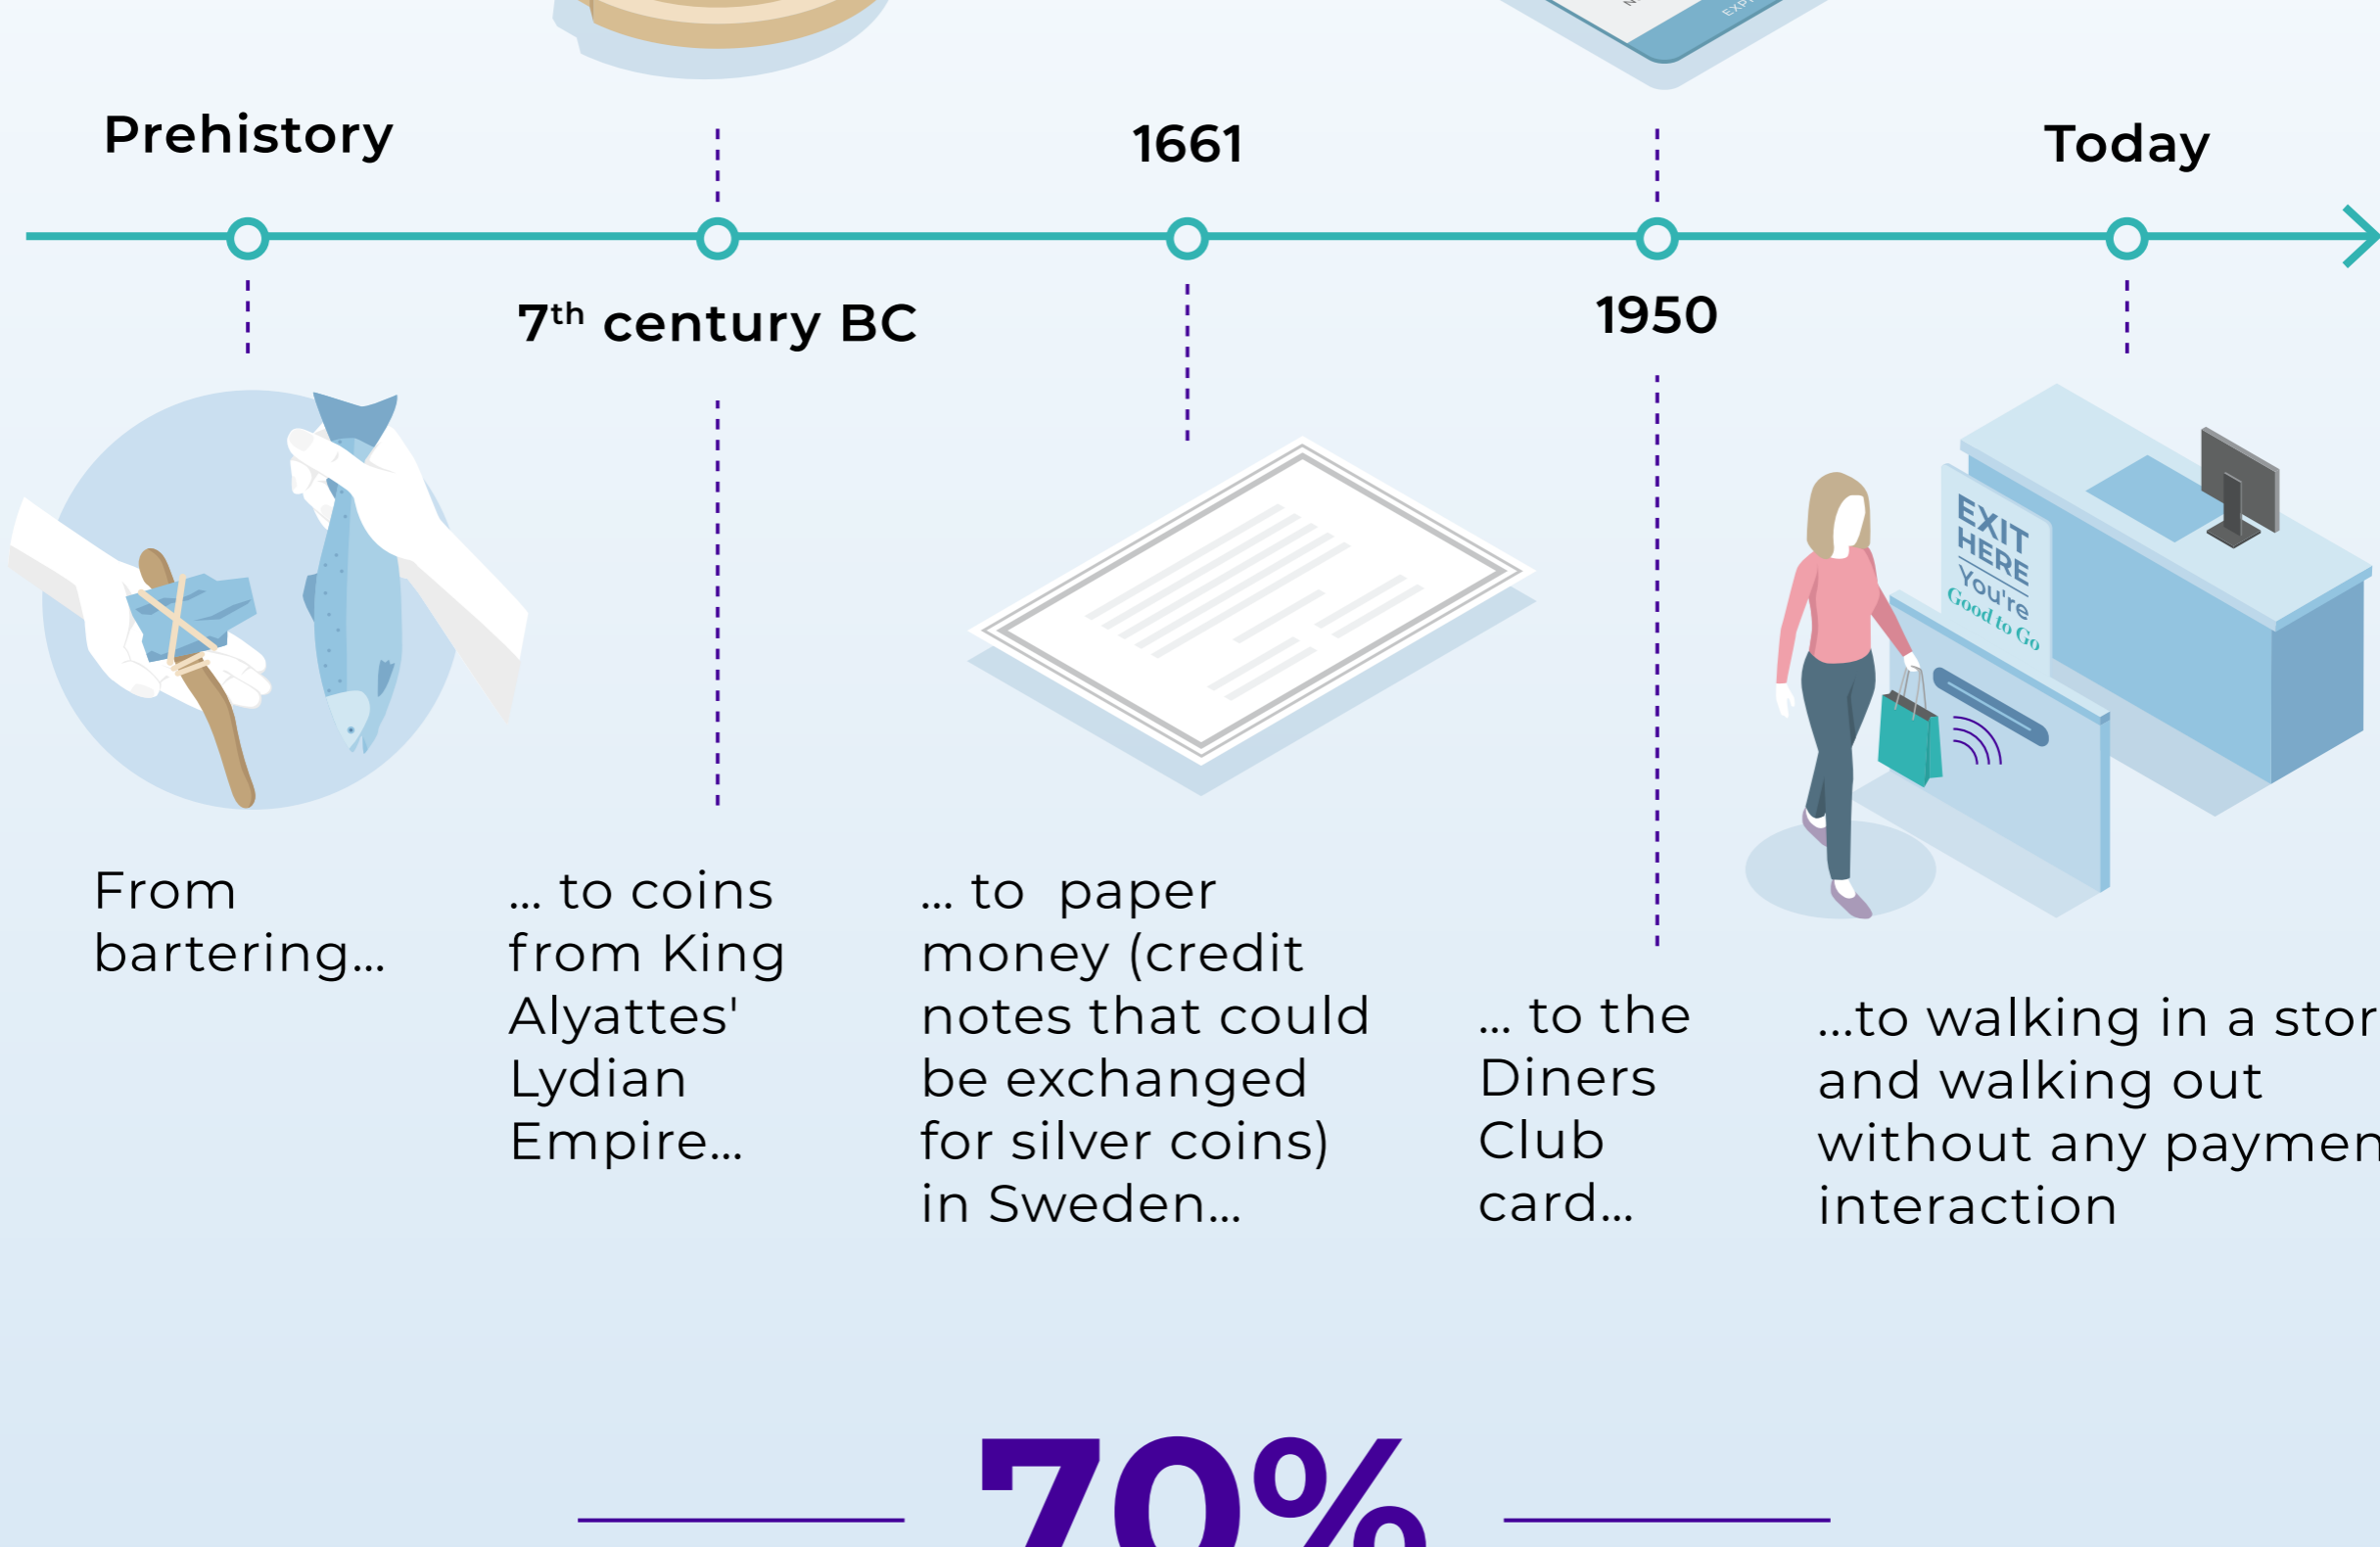 Prehistory
1661
Today
7th century BC
1950
EXIT
HERE
You're
Good to Go
From
bartering...
... to coins
from King
Alyattes'
Lydian
Empire...
... to  paper
money (credit
notes that could
be exchanged
for silver coins)
in Sweden...
... to the
Diners
Club
card...
...to walking in a stor
and walking out
without any paymen
interaction
70%